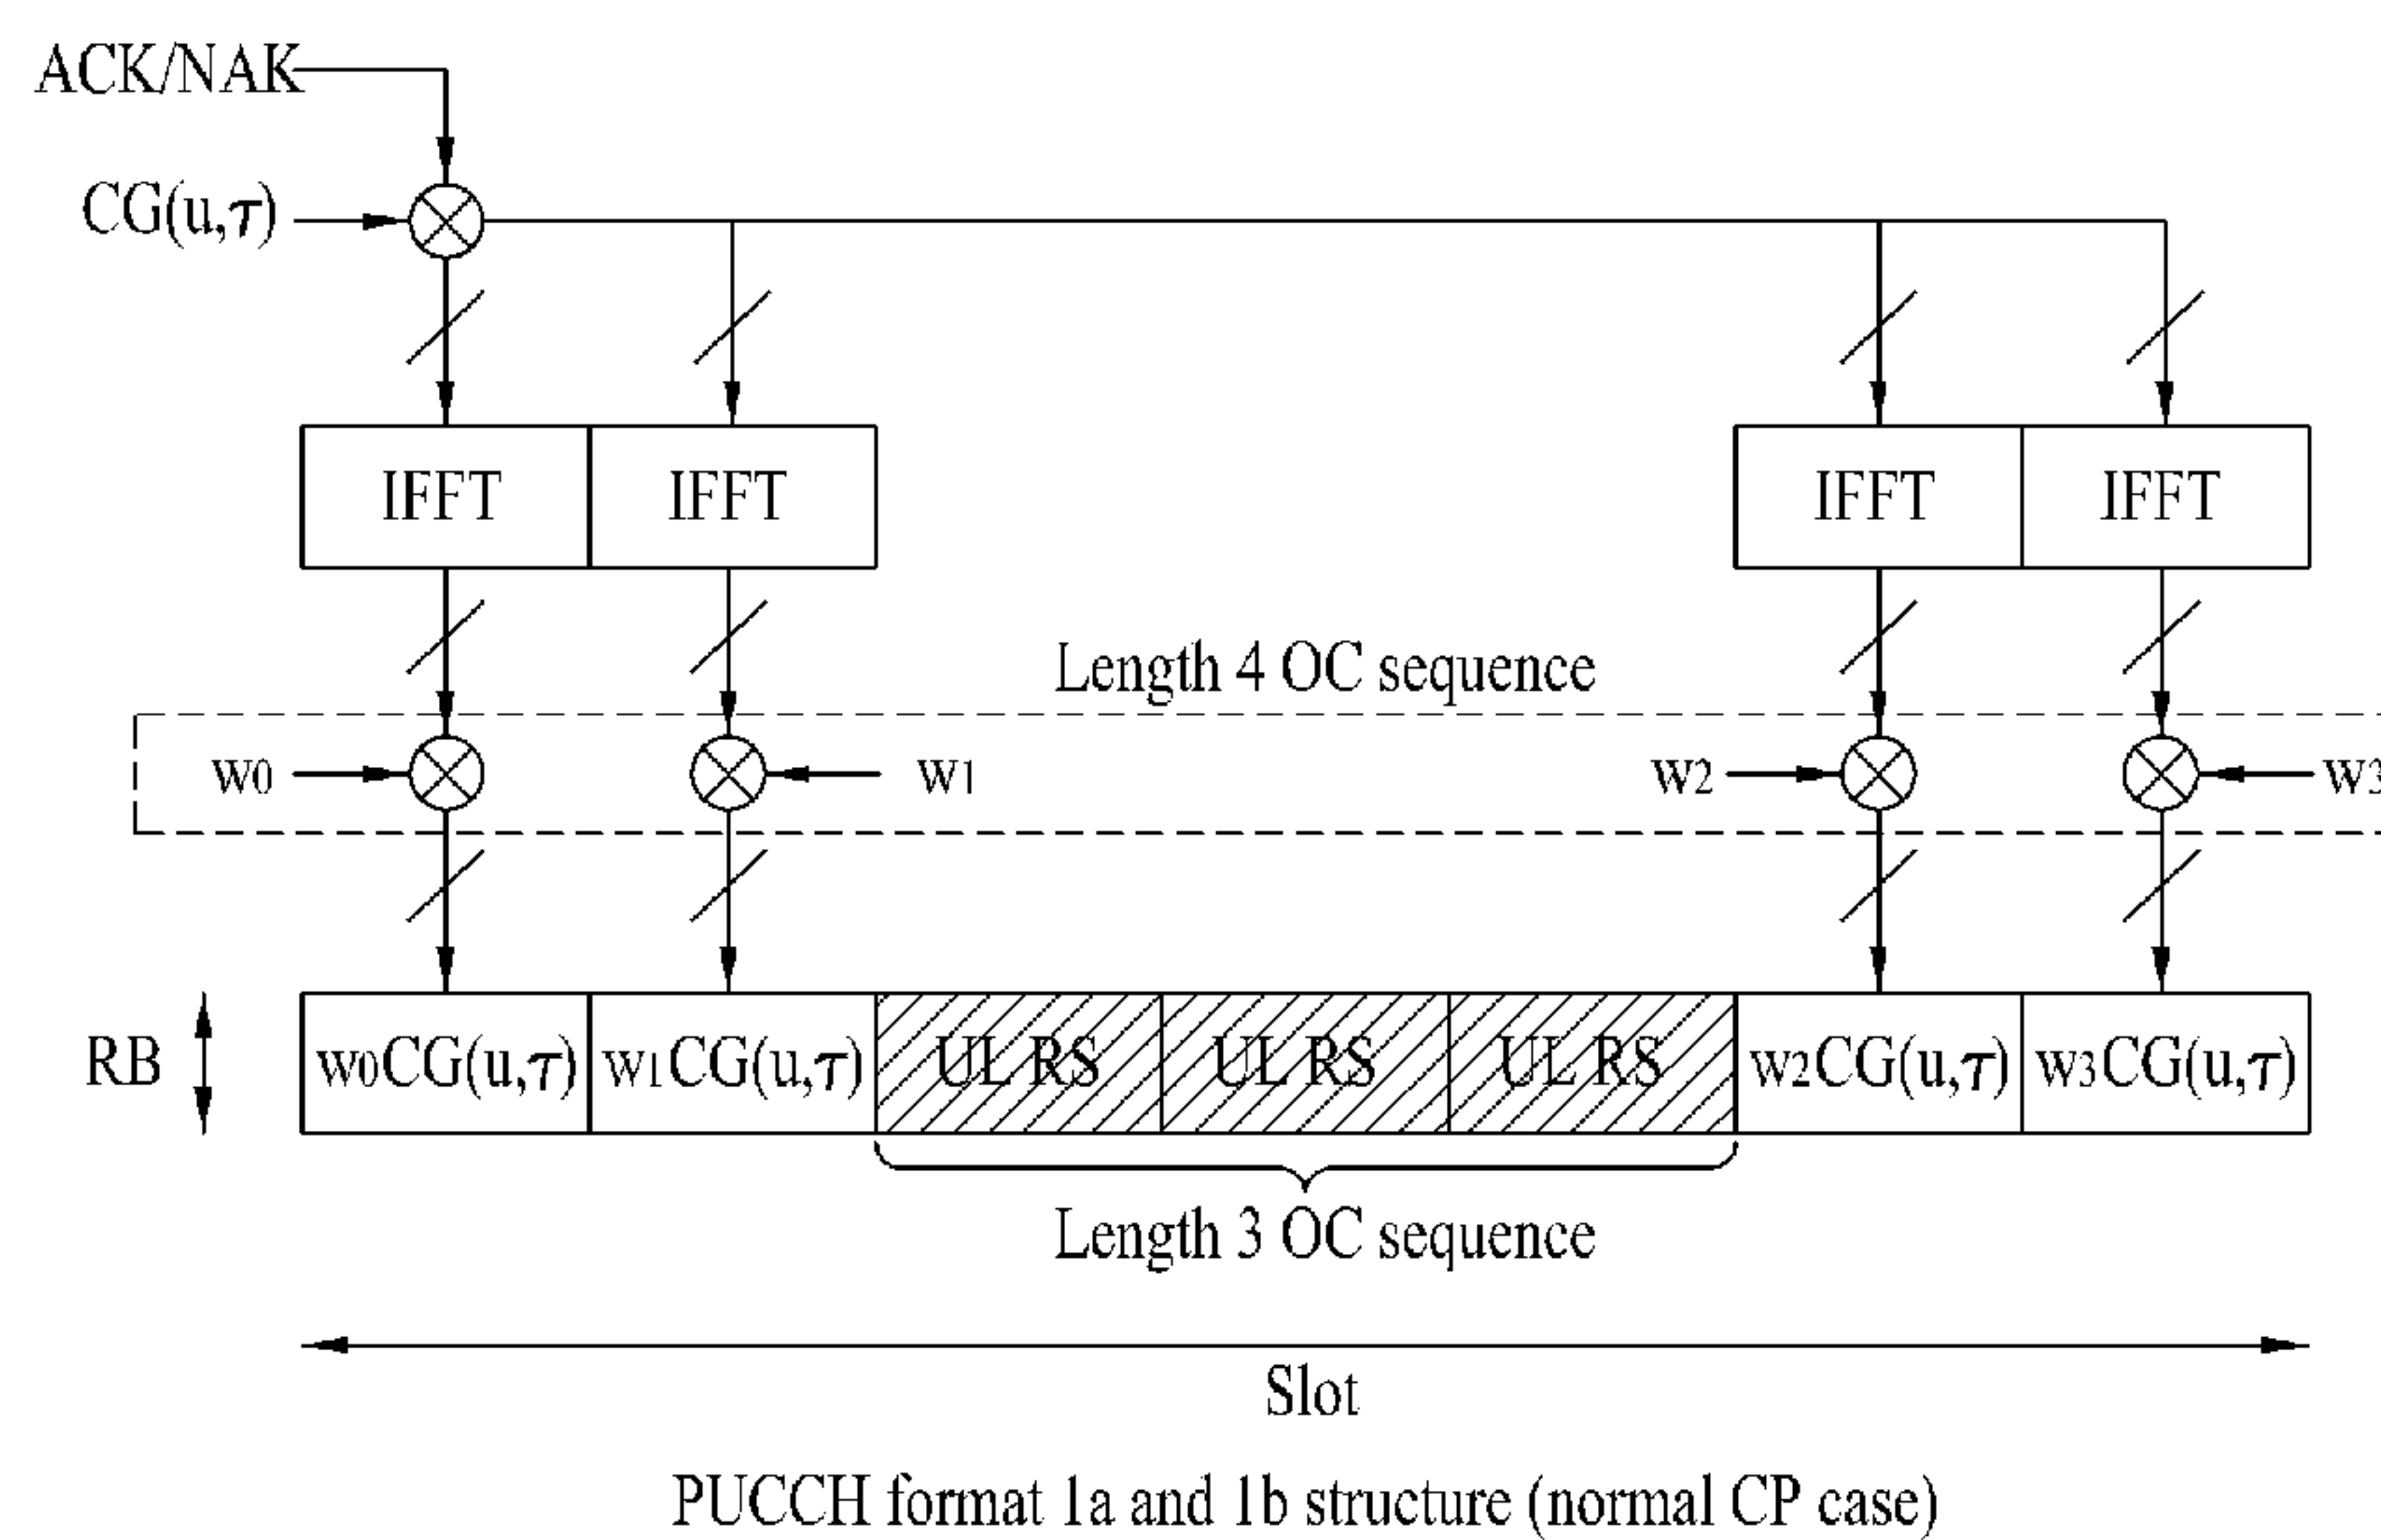 ACK/NAK
CG(u,τ)
IFFT IFFT IFFT IFFT
Length 4 OC sequence
w0 w1 w2 w3
RB w0CG(u,τ) w1CG(u,τ) UL RS UL RS UL RS w2CG(u,τ) w3CG(u,τ)
Length 3 OC sequence
Slot
PUCCH format 1a and 1b structure (normal CP case)